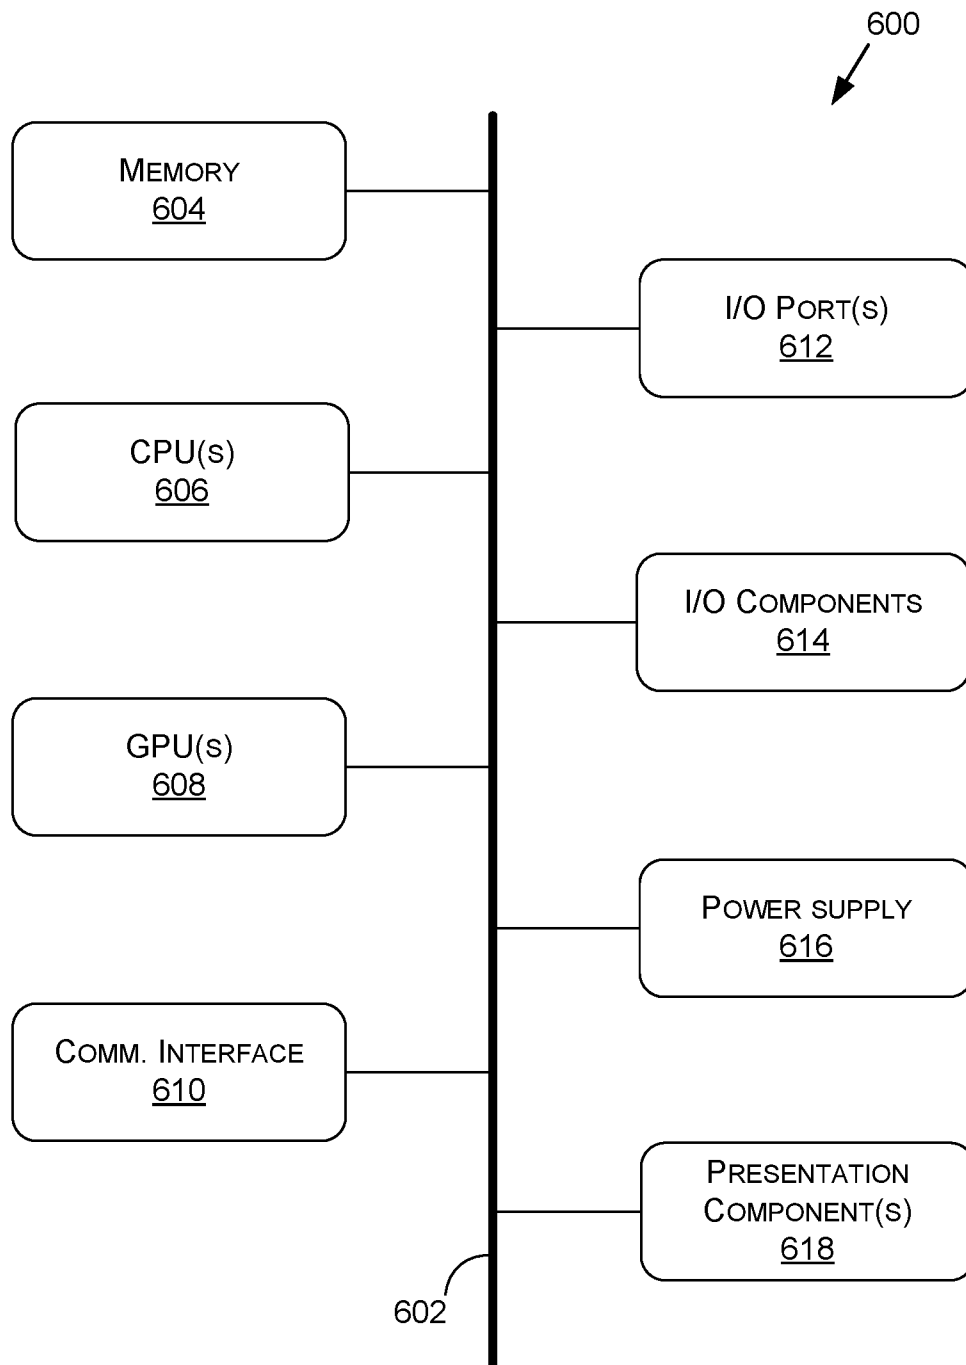 600
MEMORY
604
I/O PORT(S)
612
CPU(S)
606
I/O COMPONENTS
614
GPU(S)
608
POWER SUPPLY
616
COMM. INTERFACE
610
PRESENTATION
COMPONENT(S)
618
602